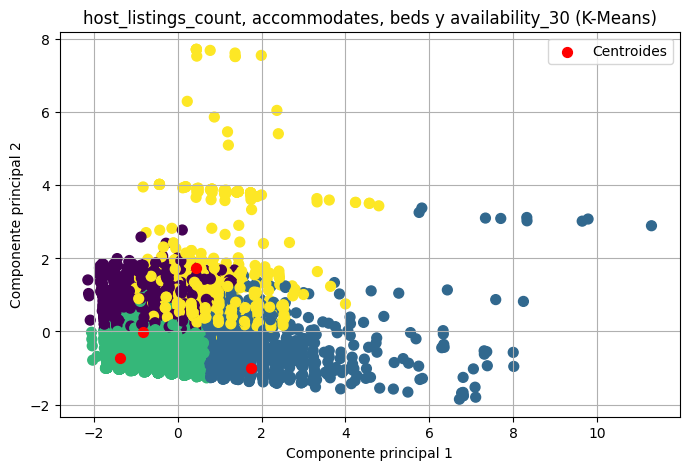 host_listings_count, accommodates, beds y availability_30 (K-Means)
Centroides
8
6
4
2
0
−2
Componente principal 2
−2 0 2 4 6 8 10
Componente principal 1